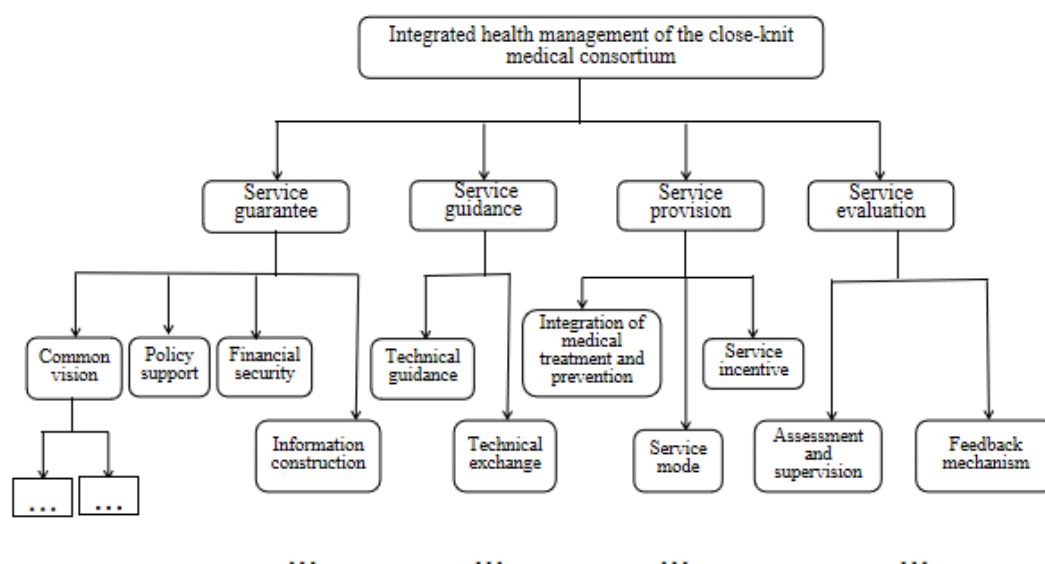 Integrated health management of the close-knit
medical consortium
Service
guarantee
Service
guidance
Service
provision
Service
evaluation
Common
vision
Policy
support
Financial
security
Information
construction
Technical
guidance
Technical
exchange
Integration of
medical
treatment and
prevention
Service
mode
Service
incentive
Assessment
and
supervision
Feedback
mechanism
...
...
...
...
...
...